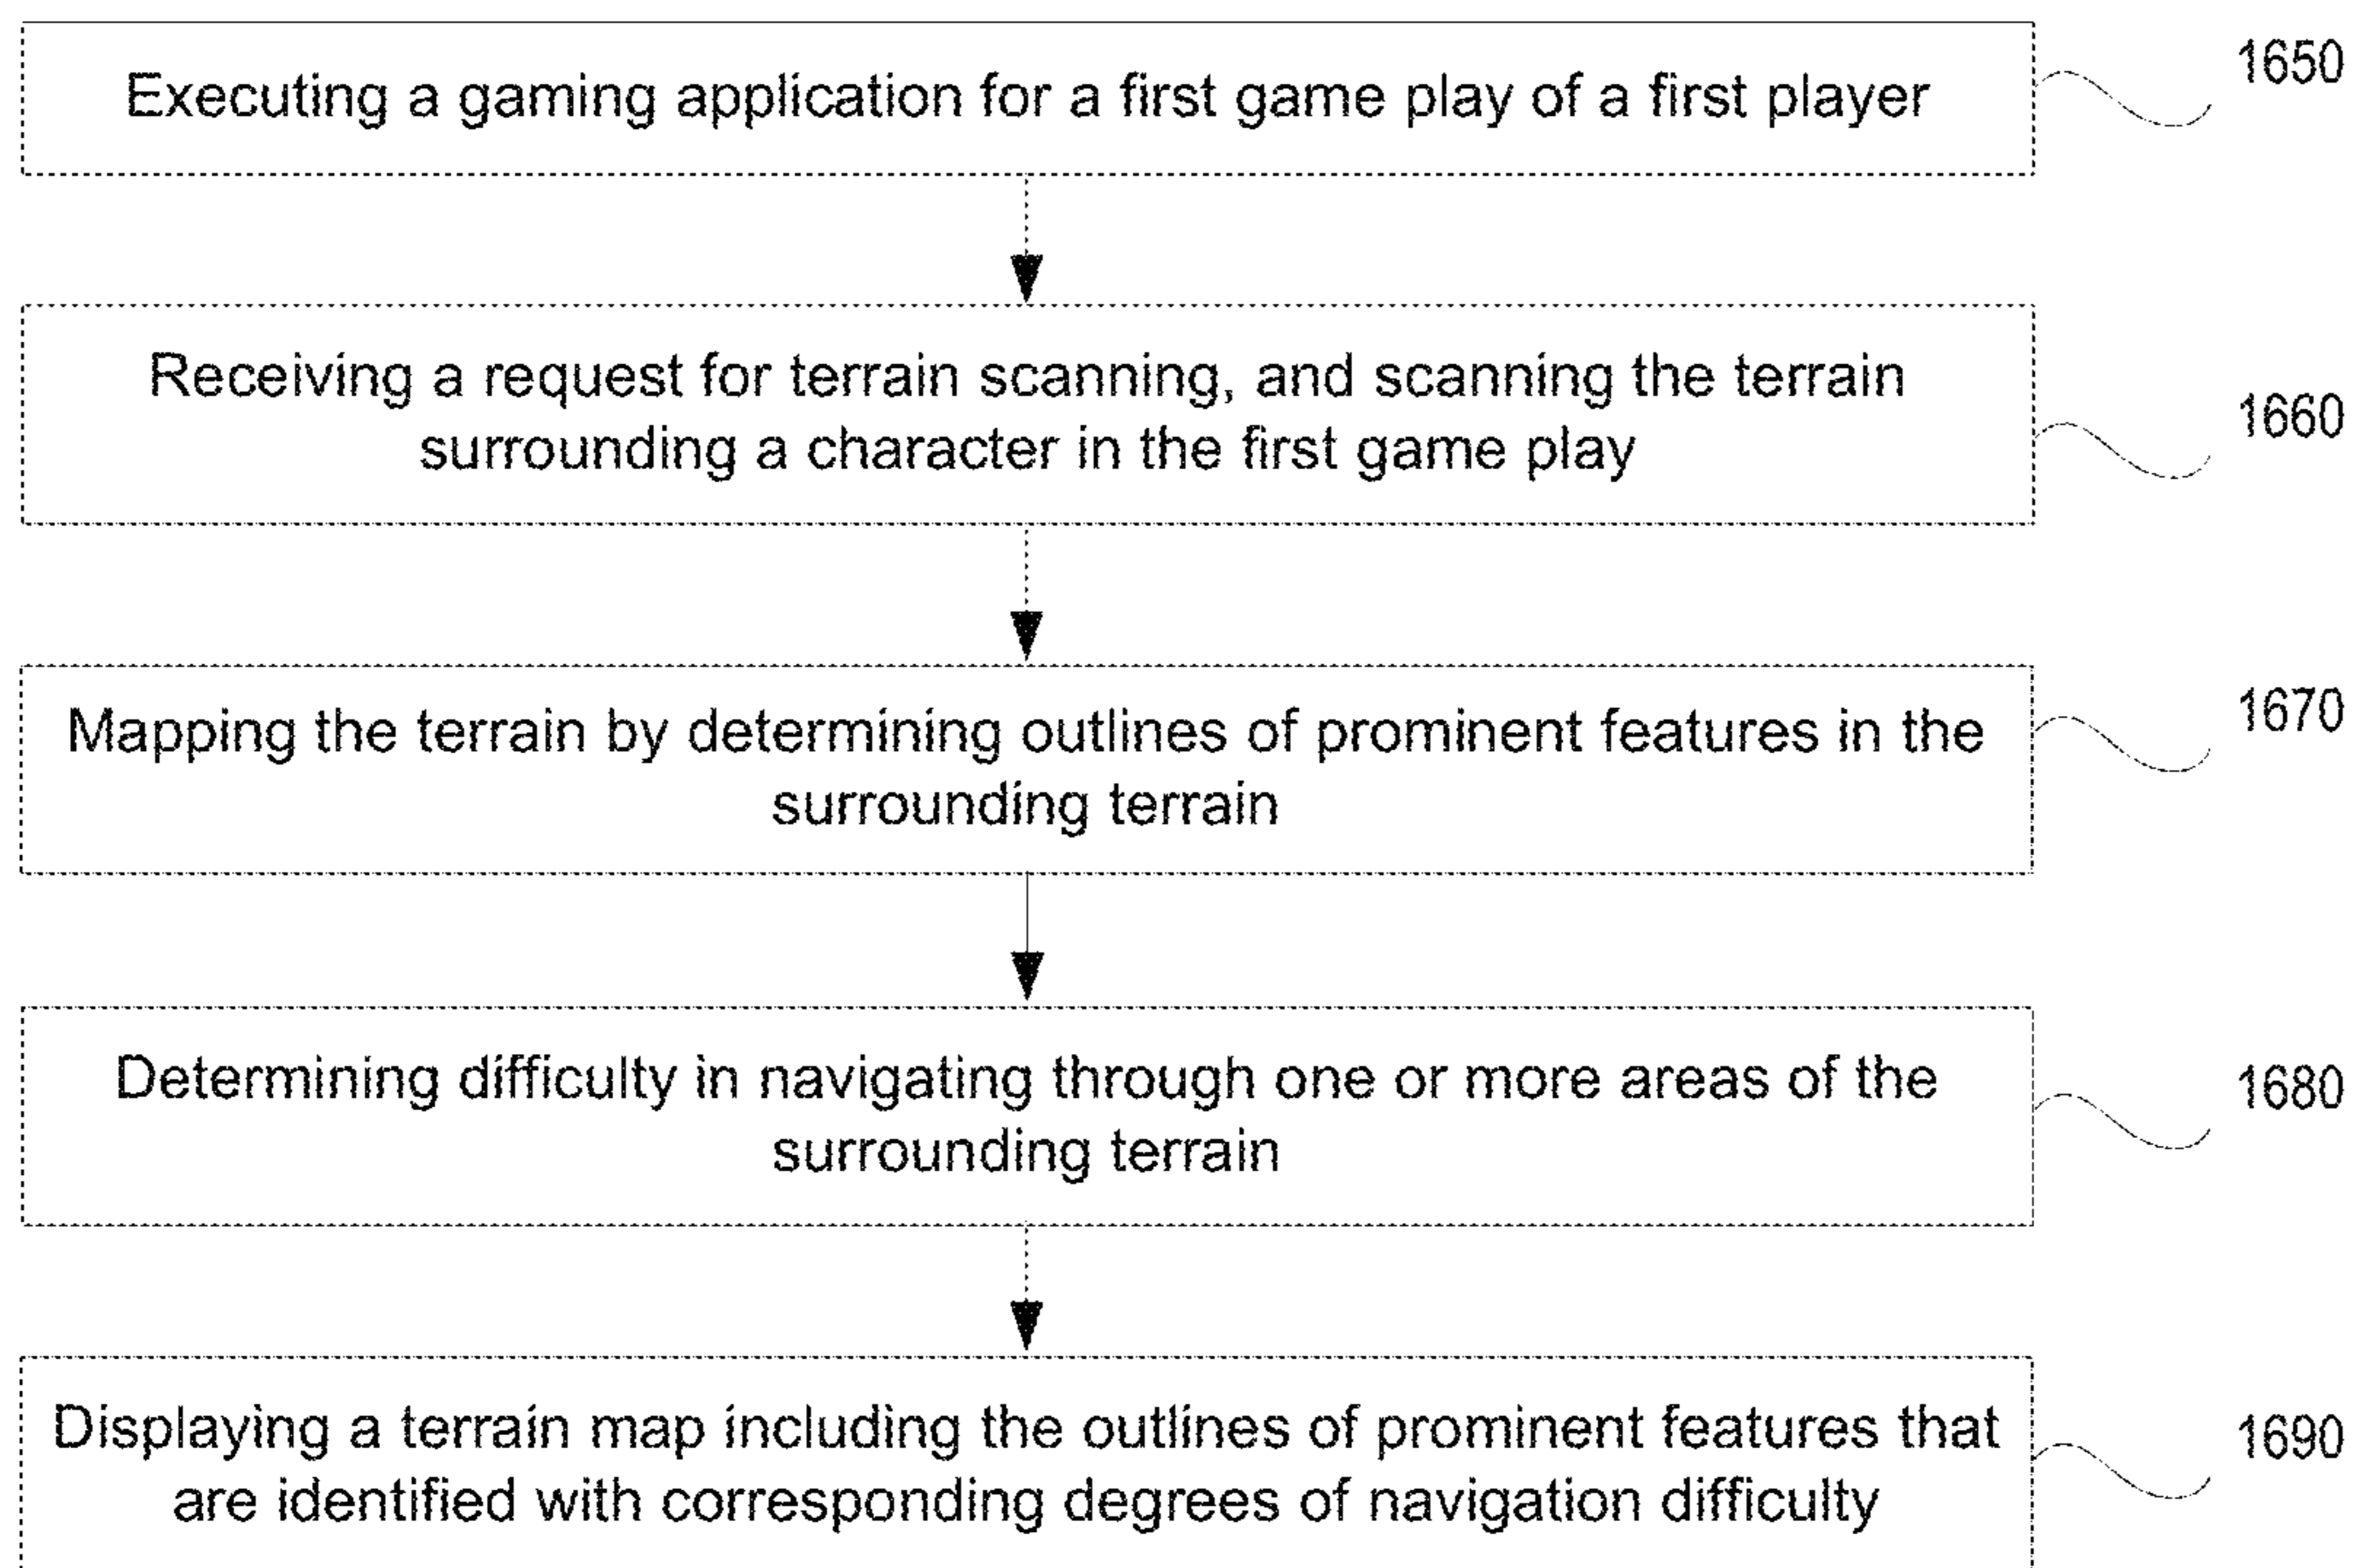 Executing a gaming application for a first game play of a first player
1650
Receiving a request for terrain scanning, and scanning the terrain
surrounding a character in the first game play
1660
Mapping the terrain by determining outlines of prominent features in the
surrounding terrain
1670
Determining difficulty in navigating through one or more areas of the
surrounding terrain
1680
Displaying a terrain map including the outlines of prominent features that
are identified with corresponding degrees of navigation difficulty
1690